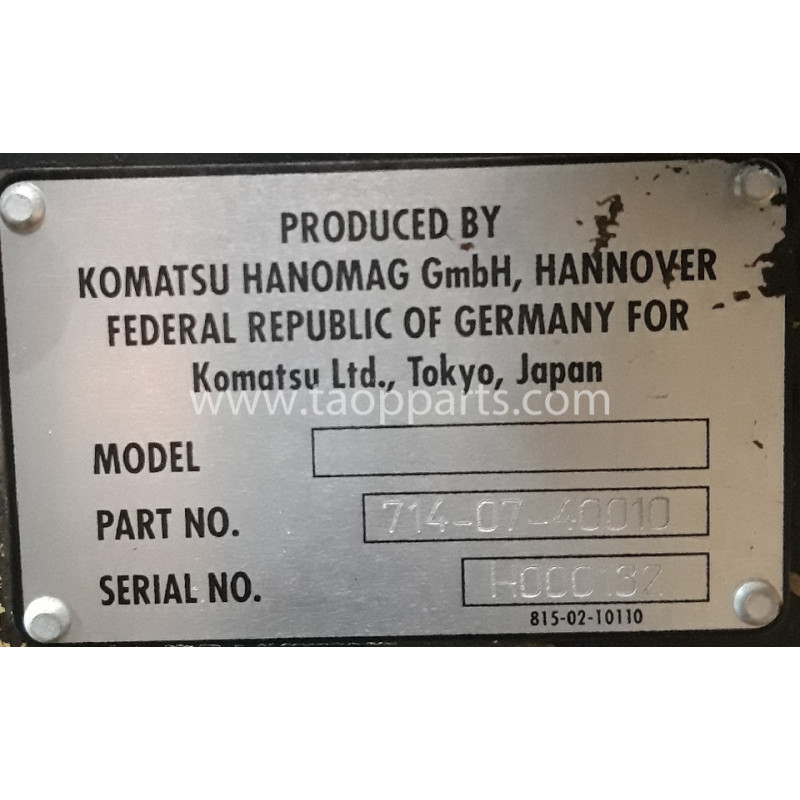 PRODUCED BY
KOMATSU HANOMAG GmbH, HANNOVER
FEDERAL REPUBLIC OF GERMANY FOR
Komatsu Ltd., Tokyo, Japan
www.taopparts.com
MODEL
PART NO. 714-07-40010
SERIAL NO. H000132
815-02-10110